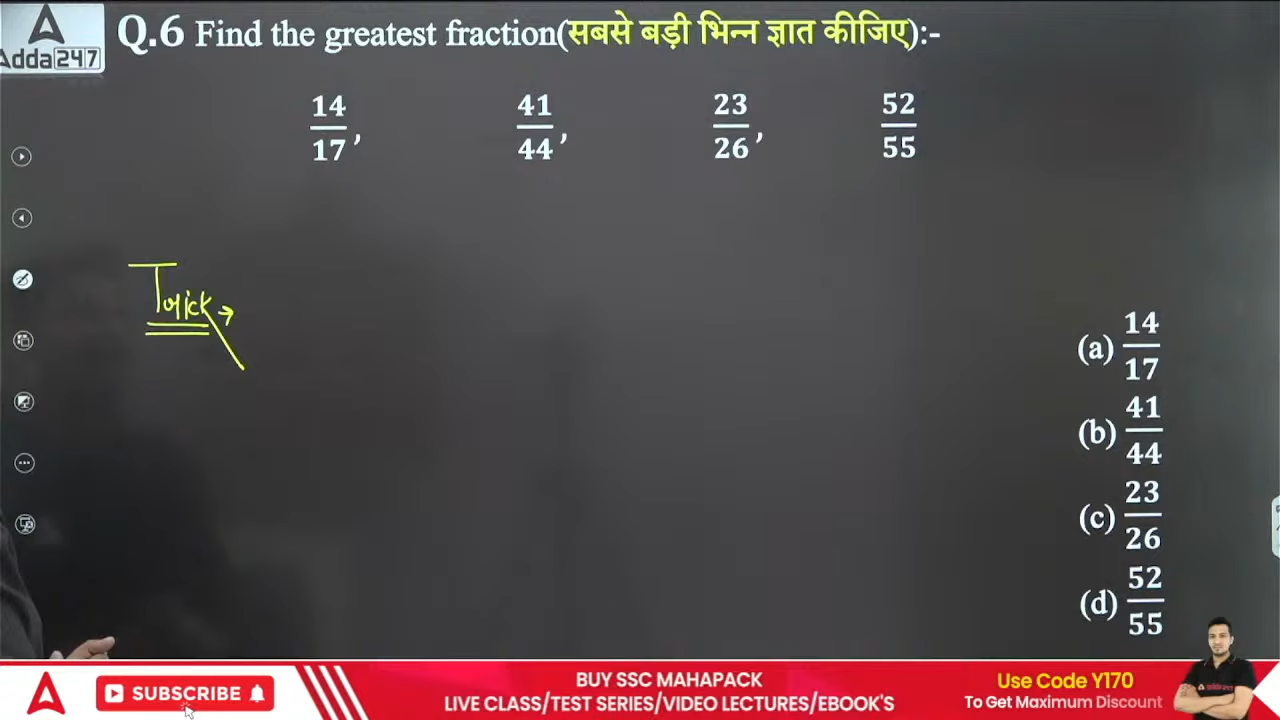 Adda 247
Q.6 Find the greatest fraction(सबसे बड़ी भिन्न ज्ञात कीजिए):-
14/17, 41/44, 23/26, 52/55
Trick →
(a) 14/17
(b) 41/44
(c) 23/26
(d) 52/55
SUBSCRIBE
BUY SSC MAHAPACK
LIVE CLASS/TEST SERIES/VIDEO LECTURES/EBOOK'S
Use Code Y170
To Get Maximum Discount